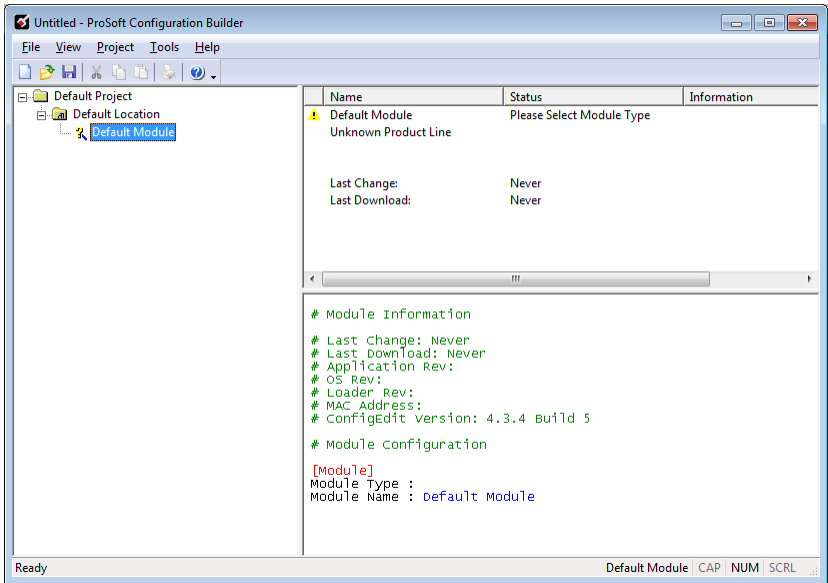 Untitled - ProSoft Configuration Builder
File View Project Tools Help
Default Project
Default Location
Default Module
Name Status Information
Default Module Please Select Module Type
Unknown Product Line
Last Change: Never
Last Download: Never
# Module Information
# Last Change: Never
# Last Download: Never
# Application Rev:
# OS Rev:
# Loader Rev:
# MAC Address:
# ConfigEdit Version: 4.3.4 Build 5
# Module Configuration
[Module]
Module Type :
Module Name : Default Module
Ready Default Module CAP NUM SCRL